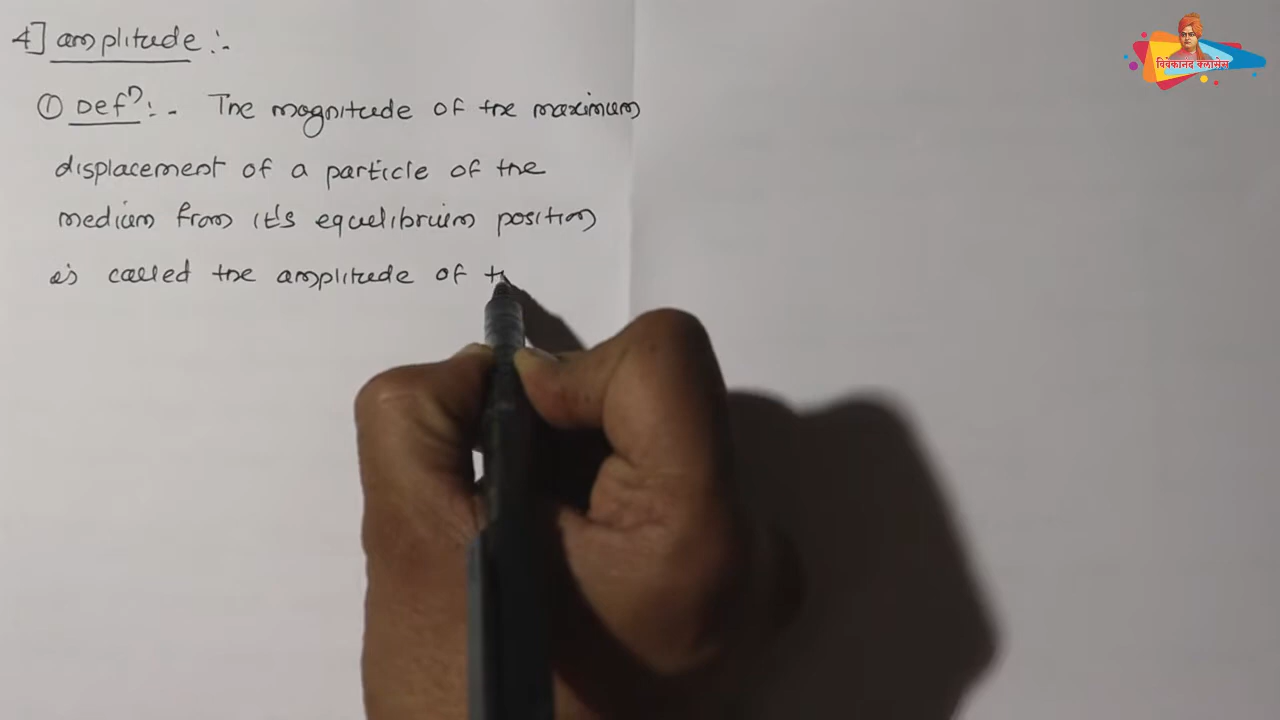 4] amplitude :-
विवेकानंद क्लासेस
① Defⁿ :- The magnitude of the maximum
displacement of a particle of the
medium from it's equelibrium position
is called the amplitude of t